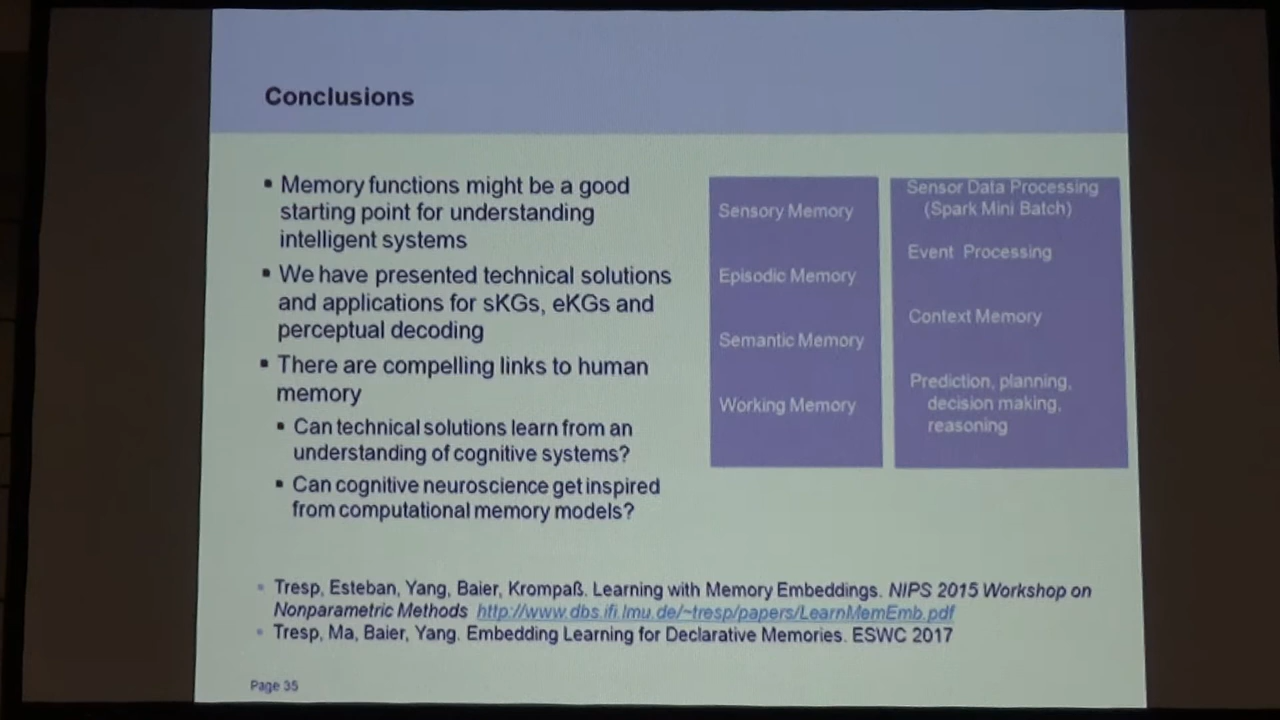 Conclusions
▪ Memory functions might be a good
starting point for understanding
intelligent systems
▪ We have presented technical solutions
and applications for sKGs, eKGs and
perceptual decoding
▪ There are compelling links to human
memory
▪ Can technical solutions learn from an
understanding of cognitive systems?
▪ Can cognitive neuroscience get inspired
from computational memory models?
Sensory Memory
Episodic Memory
Semantic Memory
Working Memory
Sensor Data Processing
(Spark Mini Batch)
Event Processing
Context Memory
Prediction, planning,
decision making,
reasoning
▪ Tresp, Esteban, Yang, Baier, Krompaß. Learning with Memory Embeddings. NIPS 2015 Workshop on
Nonparametric Methods http://www.dbs.ifi.lmu.de/~tresp/papers/LearnMemEmb.pdf
▪ Tresp, Ma, Baier, Yang. Embedding Learning for Declarative Memories. ESWC 2017
Page 35